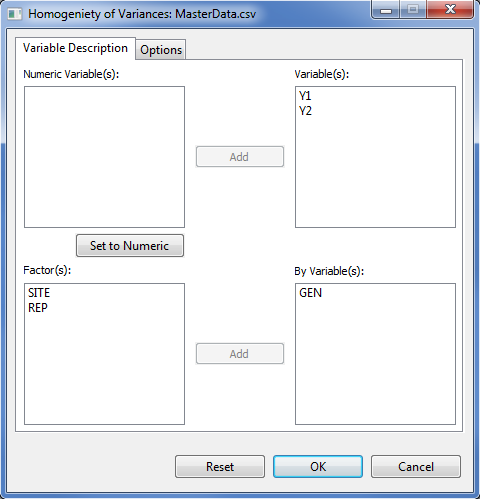 Homogeniety of Variances: MasterData.csv
Variable Description
Options
Numeric Variable(s):
Variable(s):
Y1
Y2
Add
Set to Numeric
Factor(s):
By Variable(s):
SITE
REP
GEN
Add
Reset
OK
Cancel